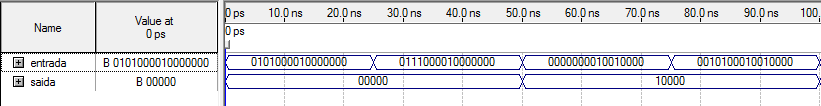 Name Value at 0 ps 0 ps 10.0 ns 20.0 ns 30.0 ns 40.0 ns 50.0 ns 60.0 ns 70.0 ns 80.0 ns 90.0 ns 100.
0 ps
entrada B 0101000010000000 0101000010000000 0111000010000000 0000000010010000 0010100010010000
saida B 00000 00000 10000